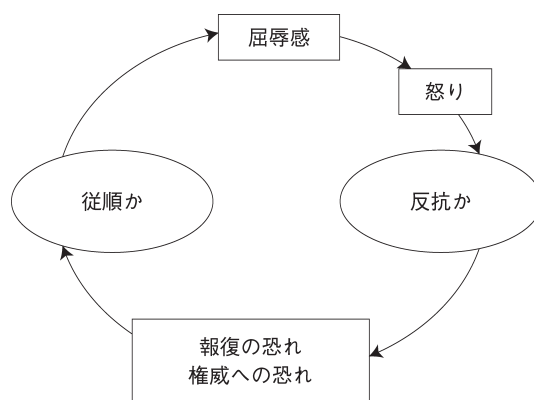 屈辱感
怒り
従順か
反抗か
報復の恐れ
権威への恐れ